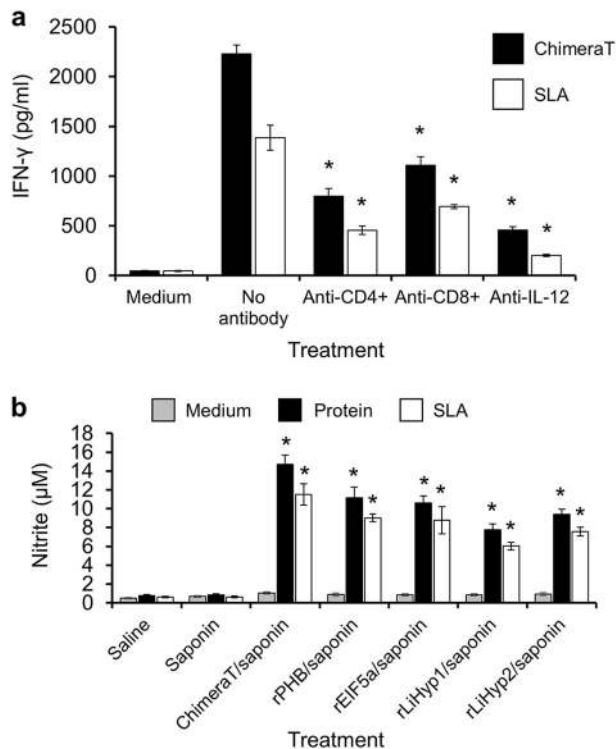 a
IFN-γ (pg/ml)
2500
2000
1500
1000
500
0
ChimeraT
SLA
* * * * * *
Medium
No
antibody
Anti-CD4+
Anti-CD8+
Anti-IL-12
Treatment
b
Medium
Protein
SLA
Nitrite (μM)
18
16
14
12
10
8
6
4
2
0
* * * * * * * * * *
Saline
Saponin
ChimeraT/saponin
rPHB/saponin
rEIF5a/saponin
rLiHyp1/saponin
rLiHyp2/saponin
Treatment